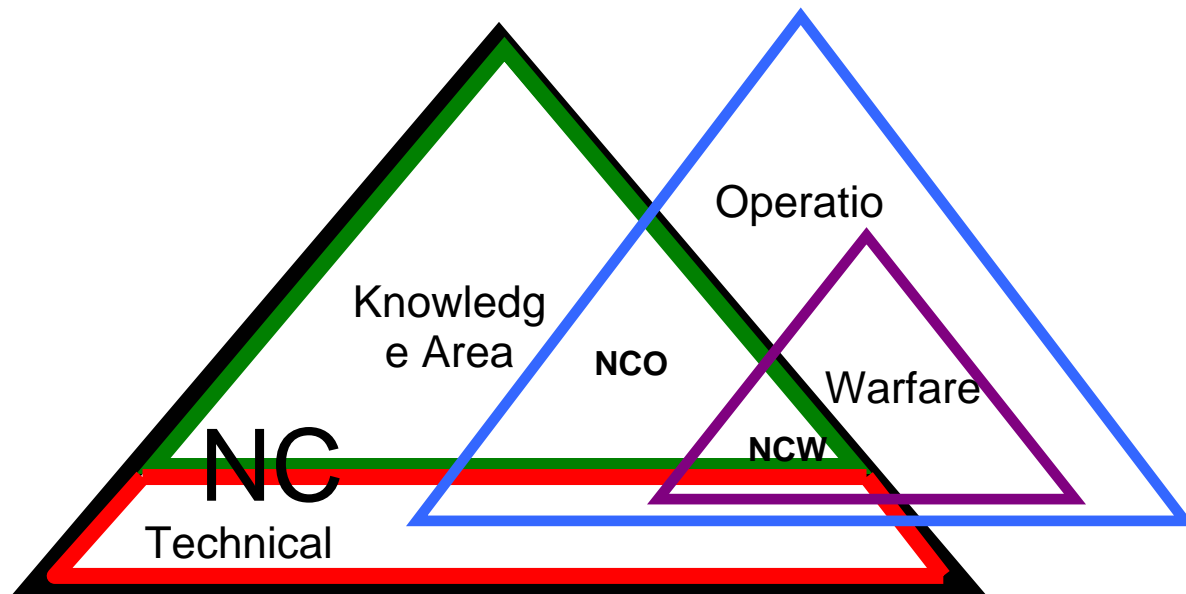 Operatio
Knowledg
e Area
NCO
Warfare
NCW
NC
Technical